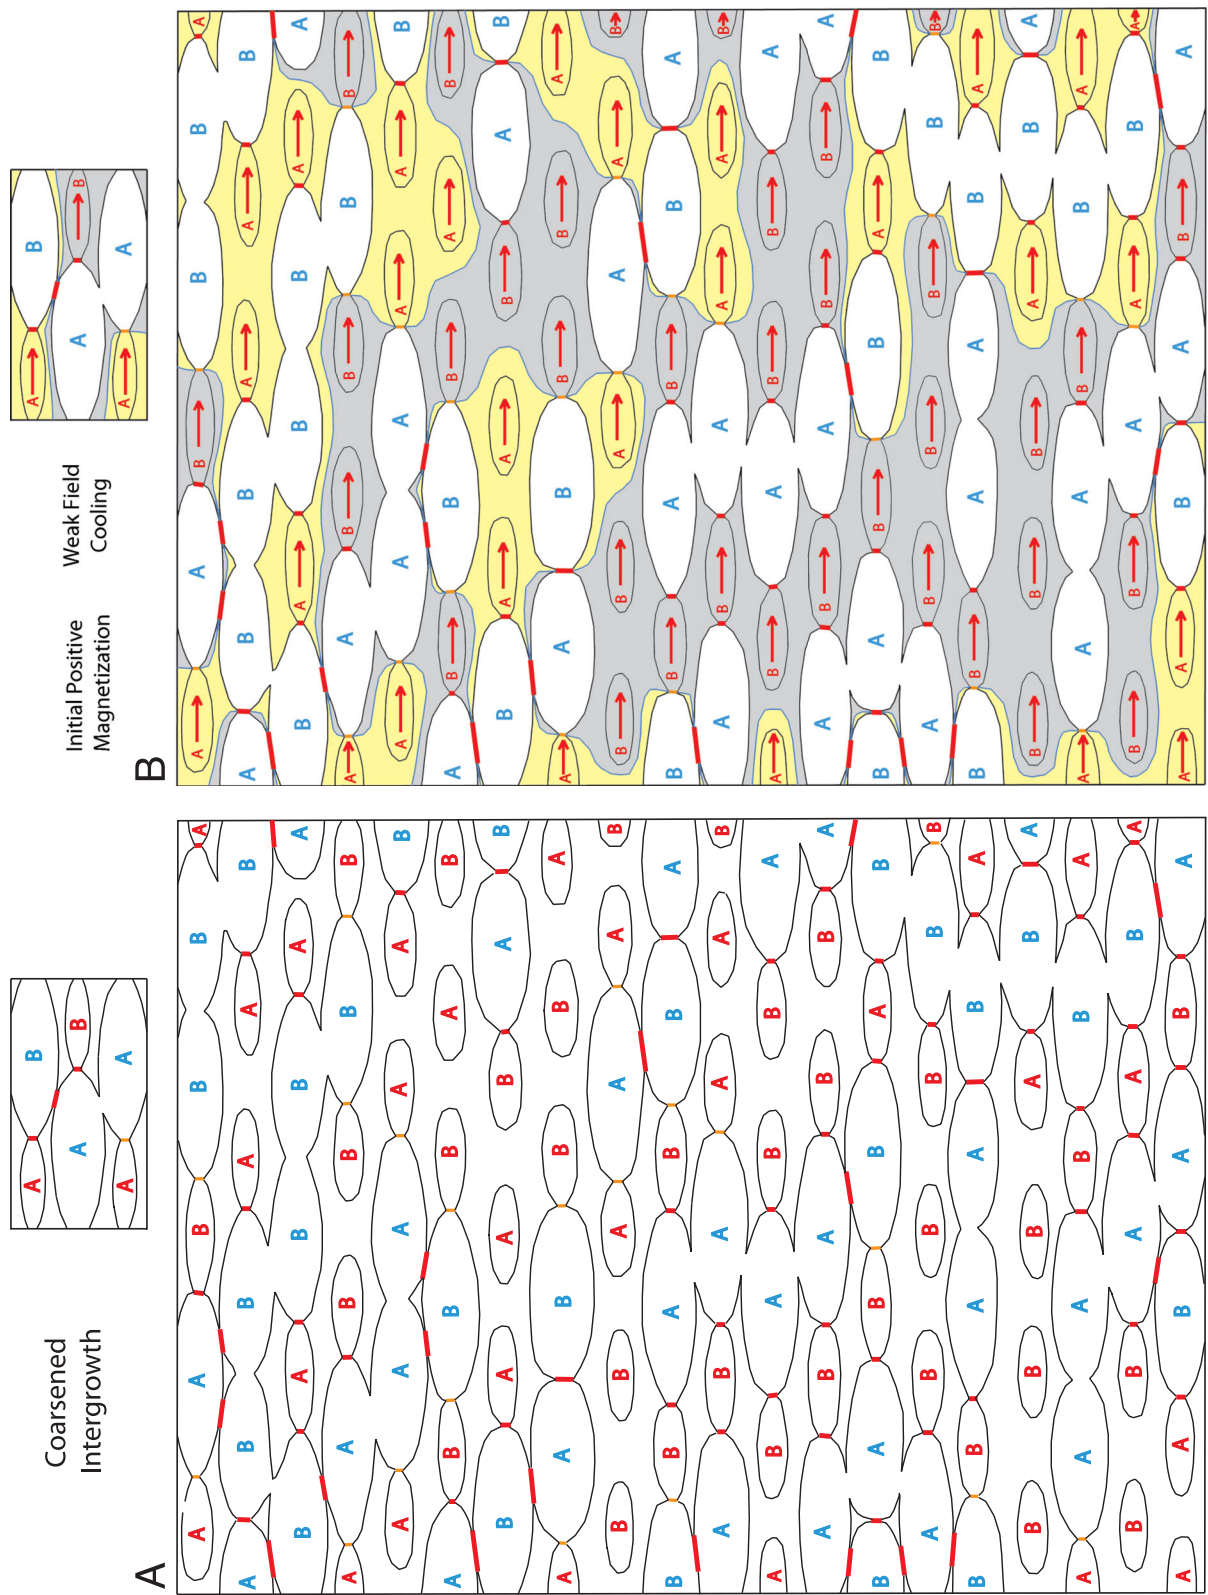 A
Coarsened
Intergrowth
A B
A B
A A
A A B B B A
A B B A A B
B A B B A A
A A B B B B
A A A A A B
A B B B A B
B A A B A B
A A B B B A
B B A A A B
B B A B B A
A B A A A B
A B A B B A
A B A B B A
B A B B A B
A B B B B B
B B A A B A
B B B A B A
A A A B B A
B B A A B A
A A B A B A
B
Initial Positive
Magnetization
Weak Field
Cooling
A B
A B
A A
A A B B B A
A B B A A B
B A B B A A
A A B B B B
A A A A A B
A B B B A B
B A A B A B
A A B B B A
B B A A A B
B B A B B A
A B A A A B
A B A B B A
A B A B B A
B A B B A B
A B B B B B
B B A A B A
B B B A B A
A A A B B A
B B A A B A
A A B A B A